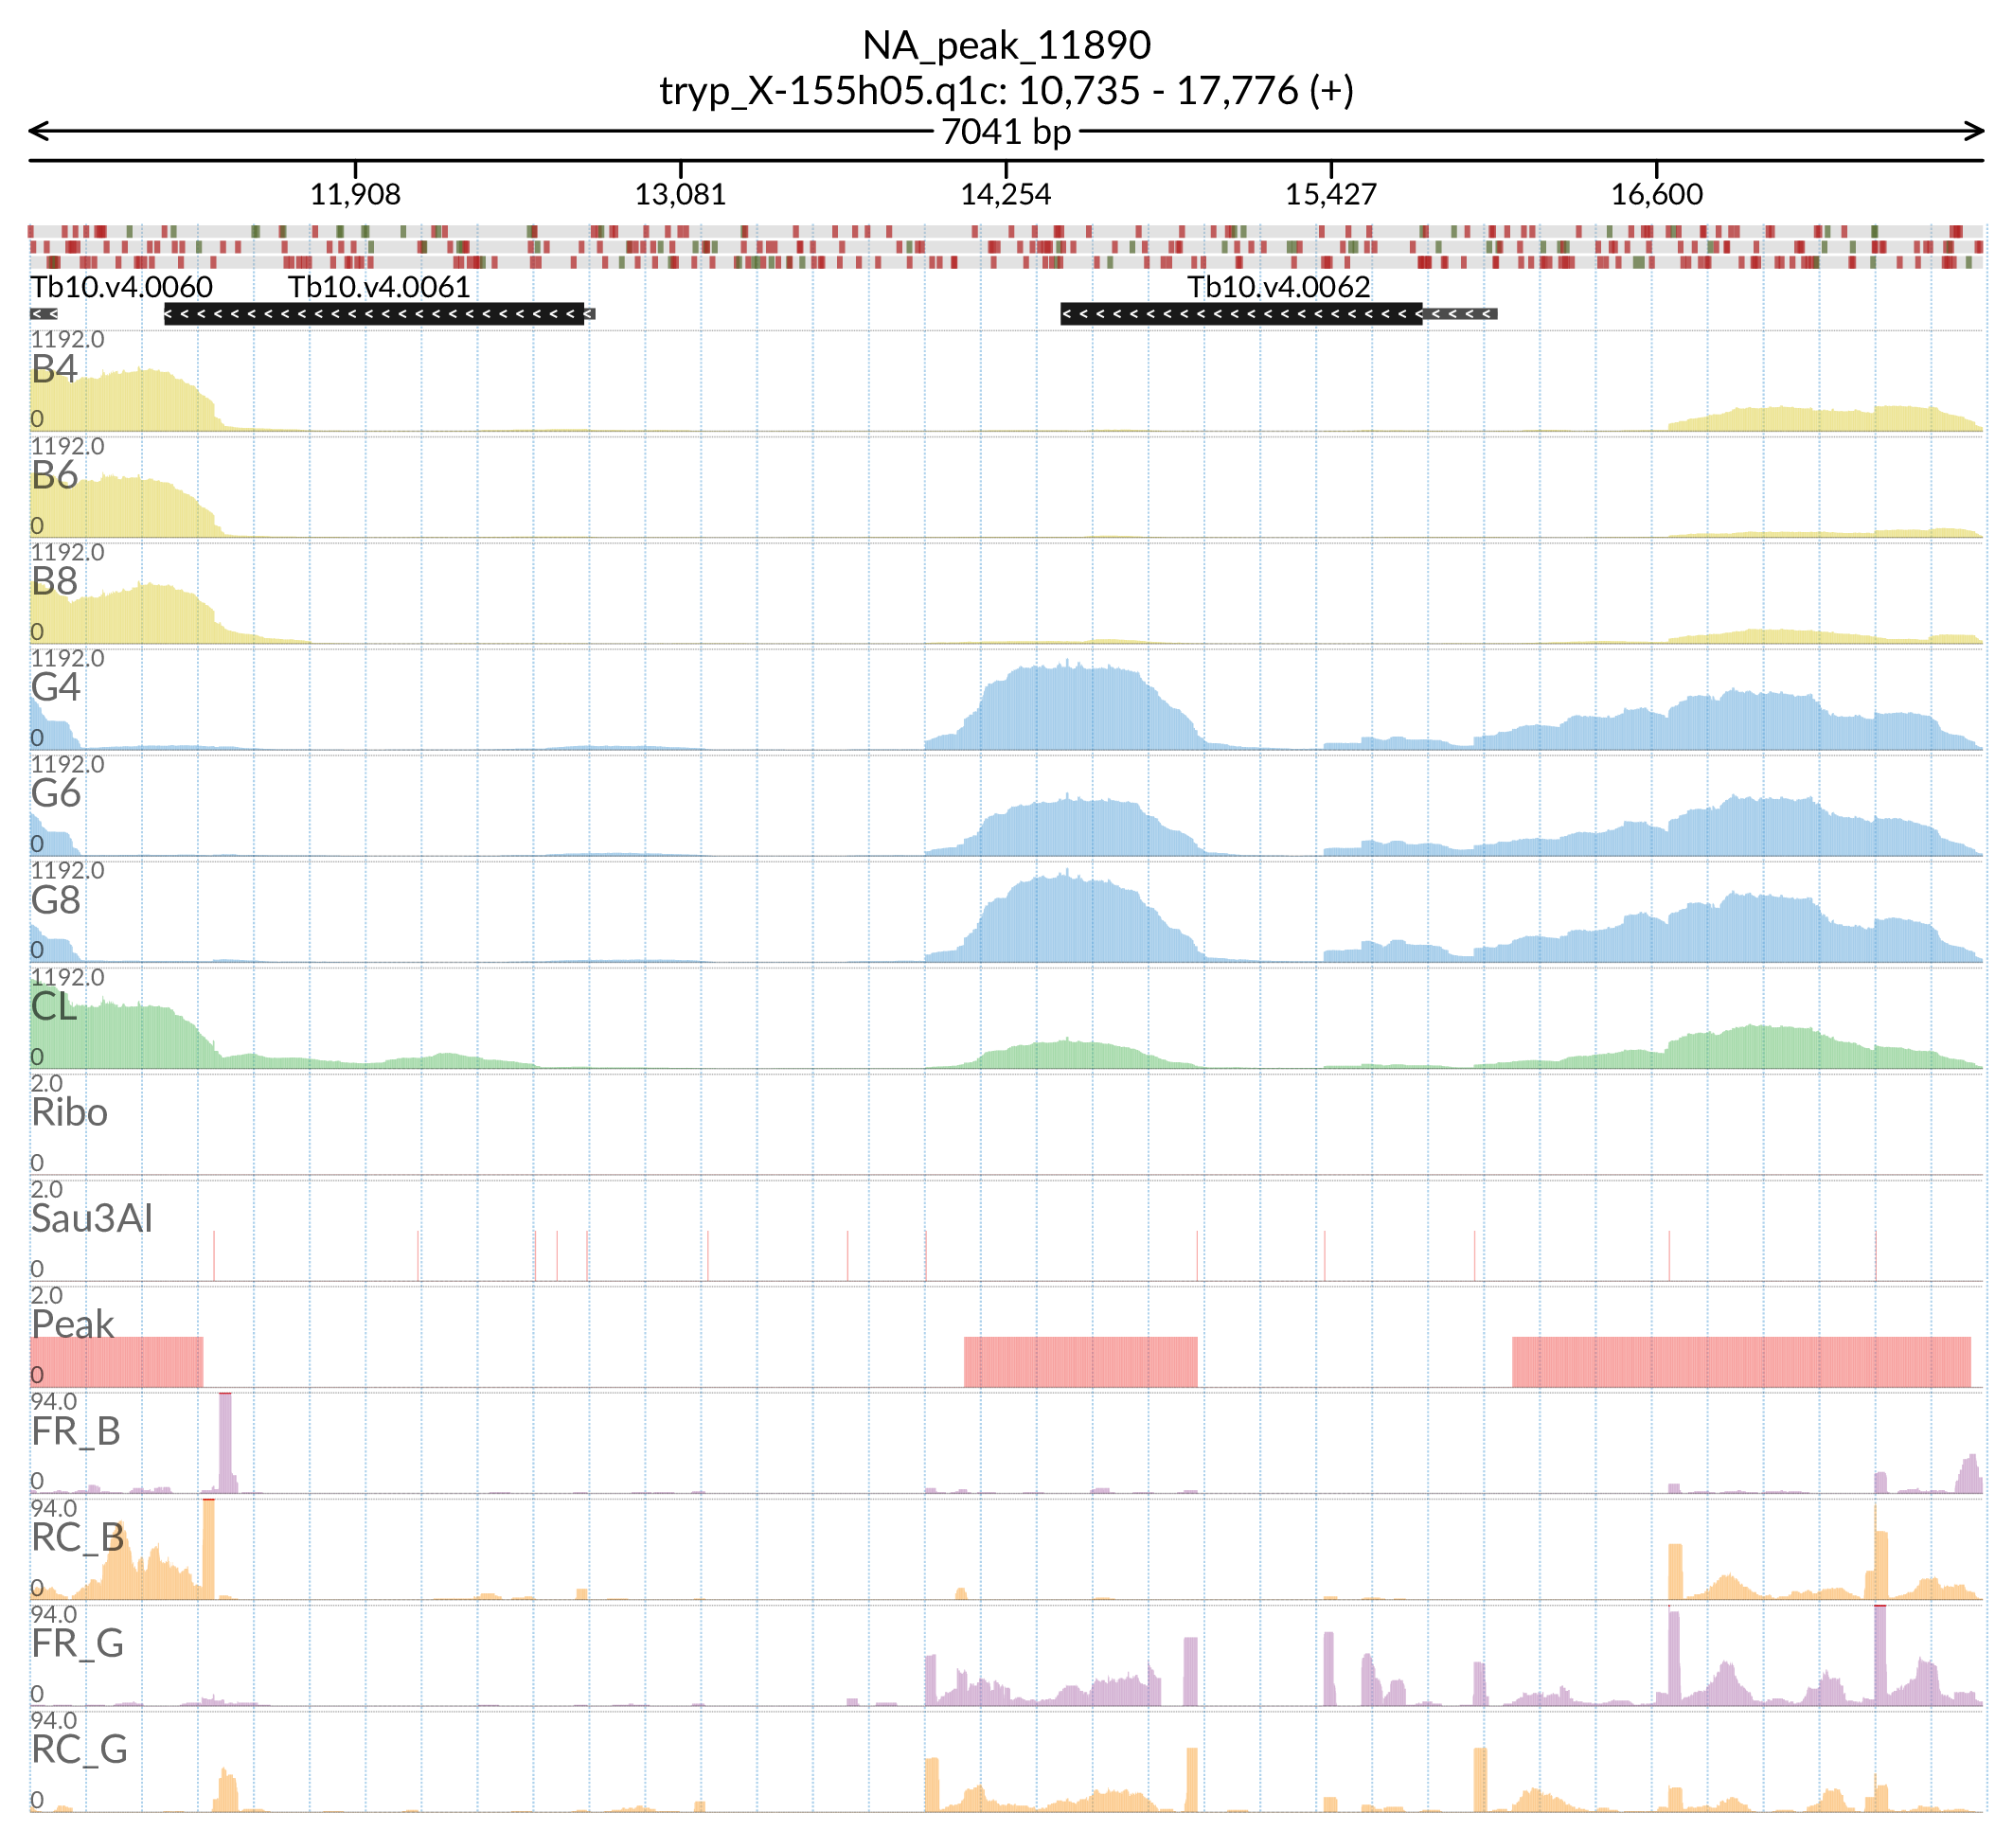 NA_peak_11890
tryp_X-155h05.q1c: 10,735 - 17,776 (+)
7041 bp
11,908 13,081 14,254 15,427 16,600
Tb10.v4.0060 Tb10.v4.0061 Tb10.v4.0062
1192.0
B4
0
1192.0
B6
0
1192.0
B8
0
1192.0
G4
0
1192.0
G6
0
1192.0
G8
0
1192.0
CL
0
2.0
Ribo
0
2.0
Sau3AI
0
2.0
Peak
0
94.0
FR_B
0
94.0
RC_B
0
94.0
FR_G
0
94.0
RC_G
0